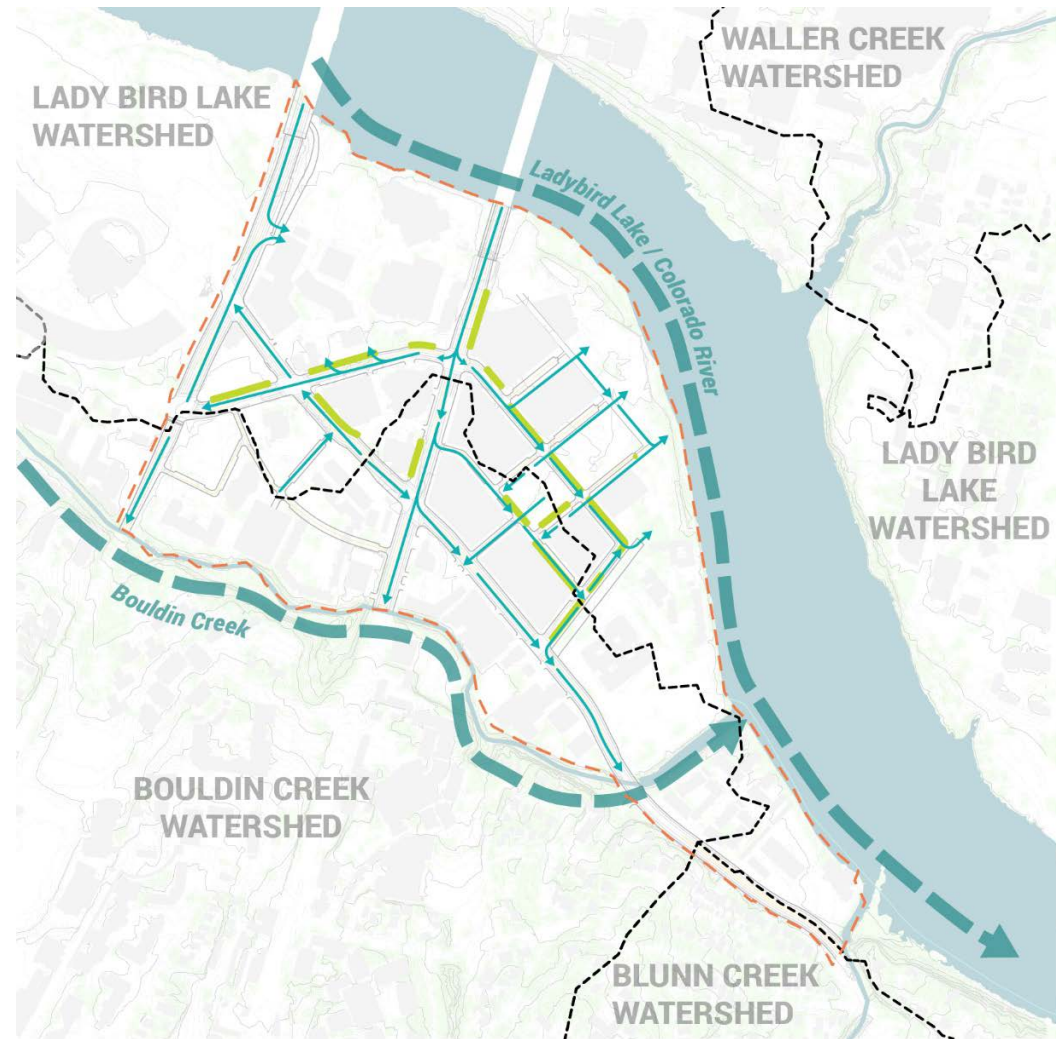 WALLER CREEK
WATERSHED
LADY BIRD LAKE
WATERSHED
Ladybird Lake / Colorado River
LADY BIRD
LAKE
WATERSHED
Bouldin Creek
BOULDIN CREEK
WATERSHED
BLUNN CREEK
WATERSHED